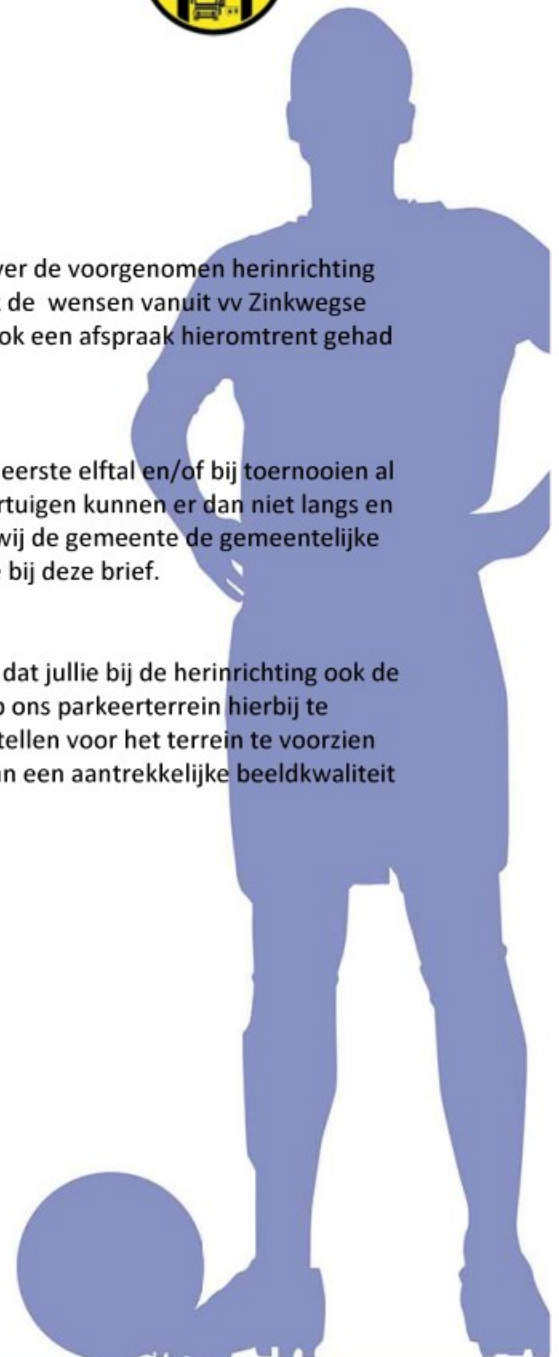 ver de voorgenomen herinrichting
de wensen vanuit vv Zinkwegse
ok een afspraak hieromtrent gehad
eerste elftal en/of bij toernooien al
rtuigen kunnen er dan niet langs en
wij de gemeente de gemeentelijke
bij deze brief.
dat jullie bij de herinrichting ook de
ons parkeerterrein hierbij te
tellen voor het terrein te voorzien
an een aantrekkelijke beeldkwaliteit